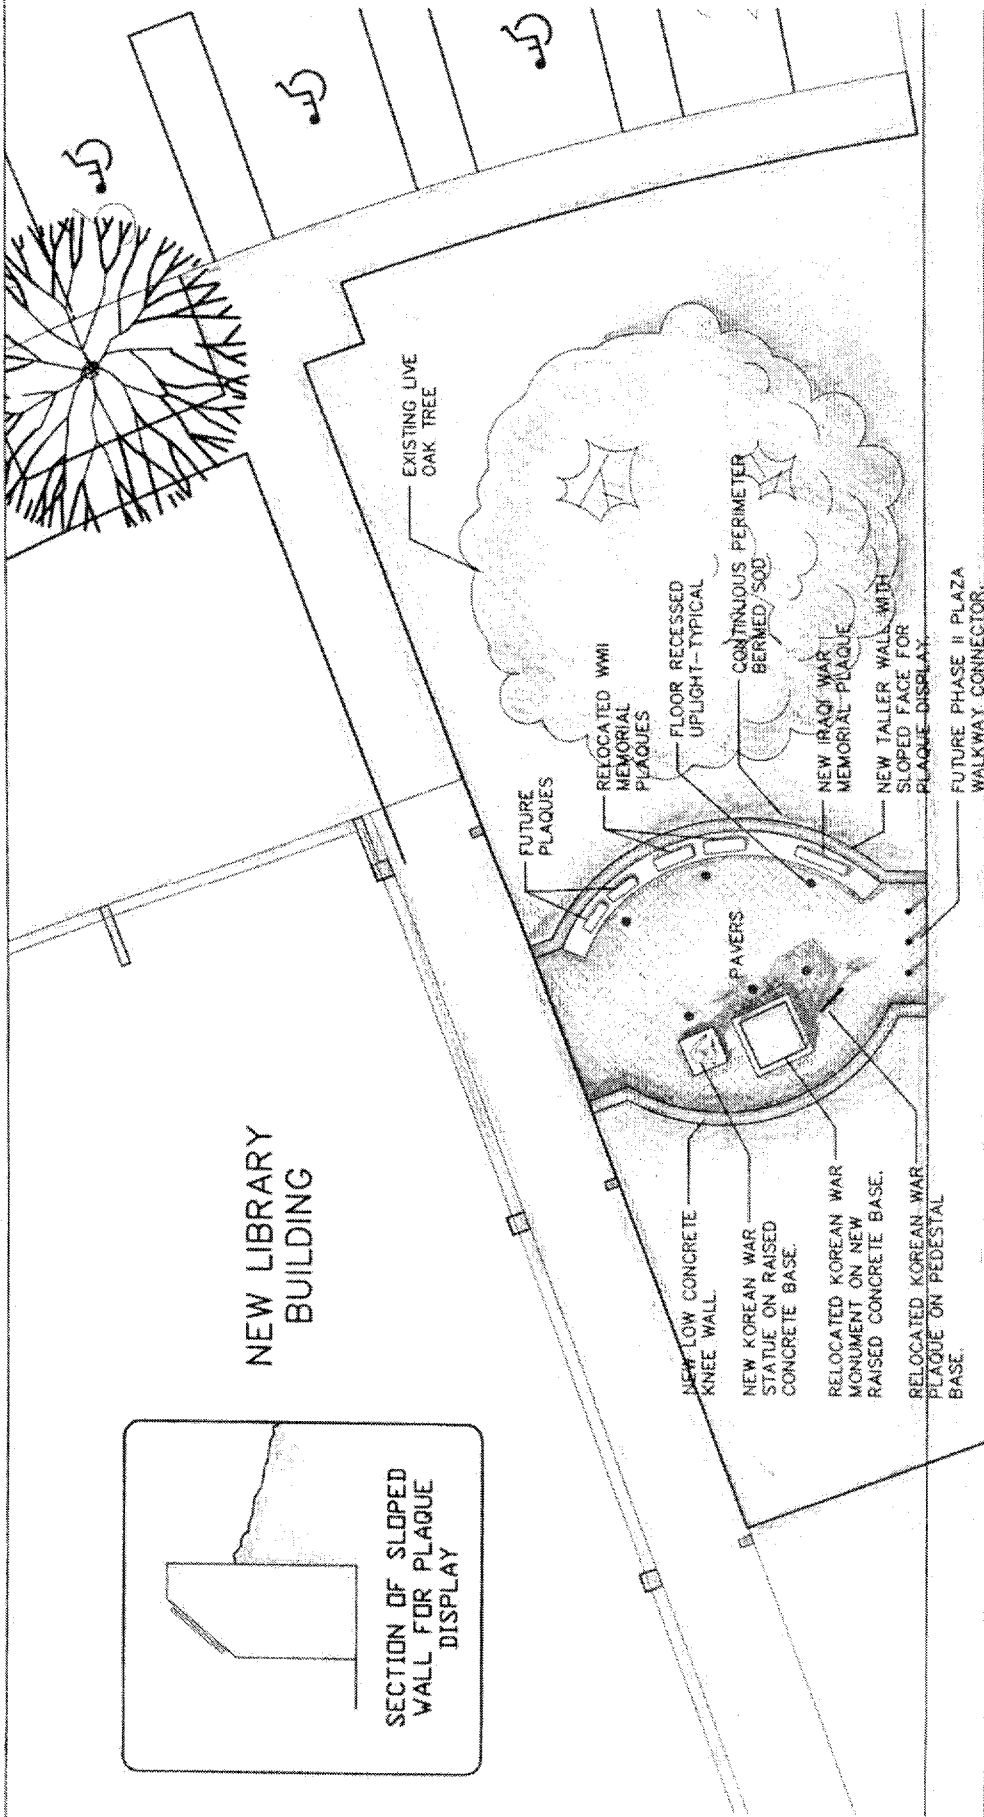 EXISTING LIVE
OAK TREE
NEW LIBRARY
BUILDING
SECTION OF SLOPED
WALL FOR PLAQUE
DISPLAY
FUTURE
PLAQUES
RELOCATED WWII
MEMORIAL
PLAQUES
FLOOR RECESSED
UPLIGHT-TYPICAL
CONTINUOUS PERIMETER
BERMED SOD
NEW IRAQI WAR
MEMORIAL PLAQUE
NEW TALLER WALL WITH
SLOPED FACE FOR
PLAQUE DISPLAY.
FUTURE PHASE II PLAZA
WALKWAY CONNECTOR.
PAVERS
NEW LOW CONCRETE
KNEE WALL.
NEW KOREAN WAR
STATUE ON RAISED
CONCRETE BASE.
RELOCATED KOREAN WAR
MONUMENT ON NEW
RAISED CONCRETE BASE.
RELOCATED KOREAN WAR
PLAQUE ON PEDESTAL
BASE.